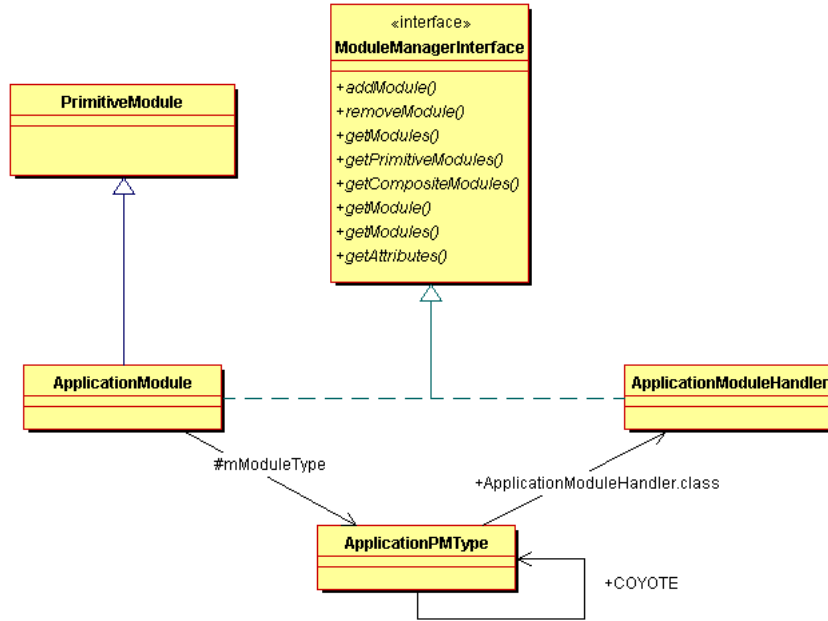 «interface»
ModuleManagerInterface
+addModule()
+removeModule()
+getModules()
+getPrimitiveModules()
+getCompositeModules()
+getModule()
+getModules()
+getAttributes()
PrimitiveModule
ApplicationModule
ApplicationModuleHandler
#mModuleType
+ApplicationModuleHandler.class
ApplicationPMType
+COYOTE